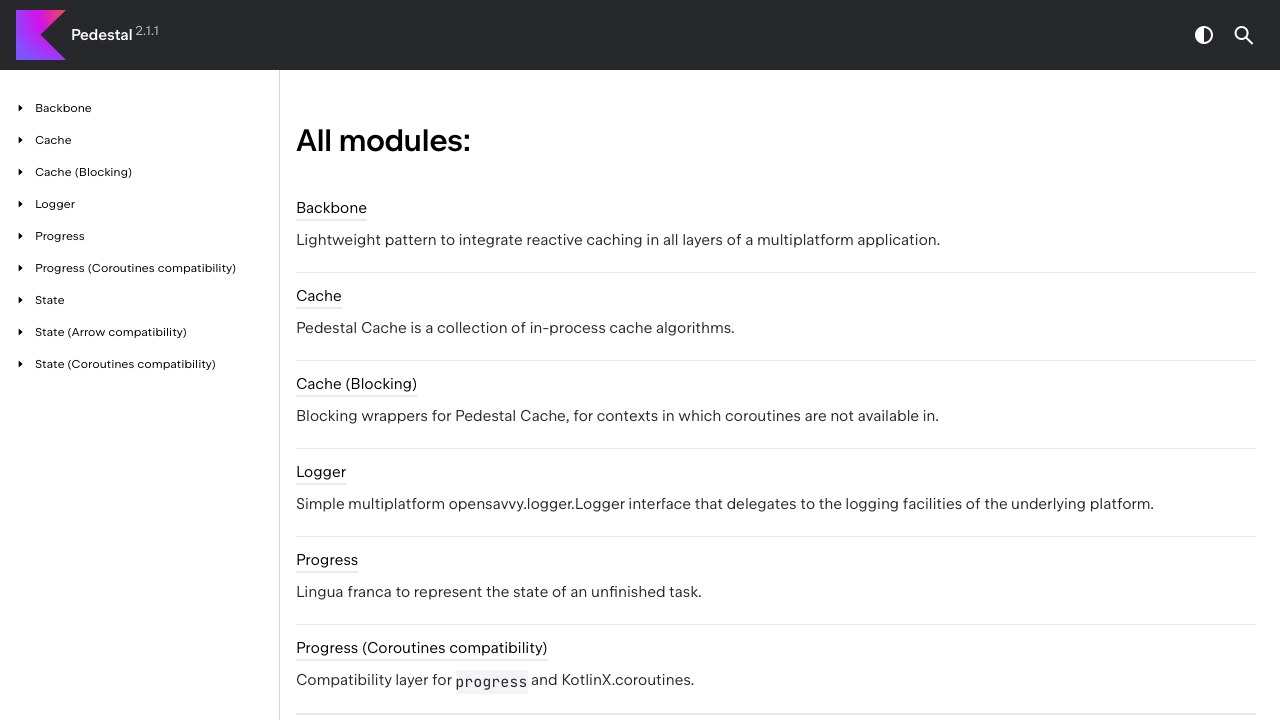 Pedestal 2.1.1
Backbone
Cache
Cache (Blocking)
Logger
Progress
Progress (Coroutines compatibility)
State
State (Arrow compatibility)
State (Coroutines compatibility)
All modules:
Backbone
Lightweight pattern to integrate reactive caching in all layers of a multiplatform application.
Cache
Pedestal Cache is a collection of in-process cache algorithms.
Cache (Blocking)
Blocking wrappers for Pedestal Cache, for contexts in which coroutines are not available in.
Logger
Simple multiplatform opensavvy.logger.Logger interface that delegates to the logging facilities of the underlying platform.
Progress
Lingua franca to represent the state of an unfinished task.
Progress (Coroutines compatibility)
Compatibility layer for progress and KotlinX.coroutines.